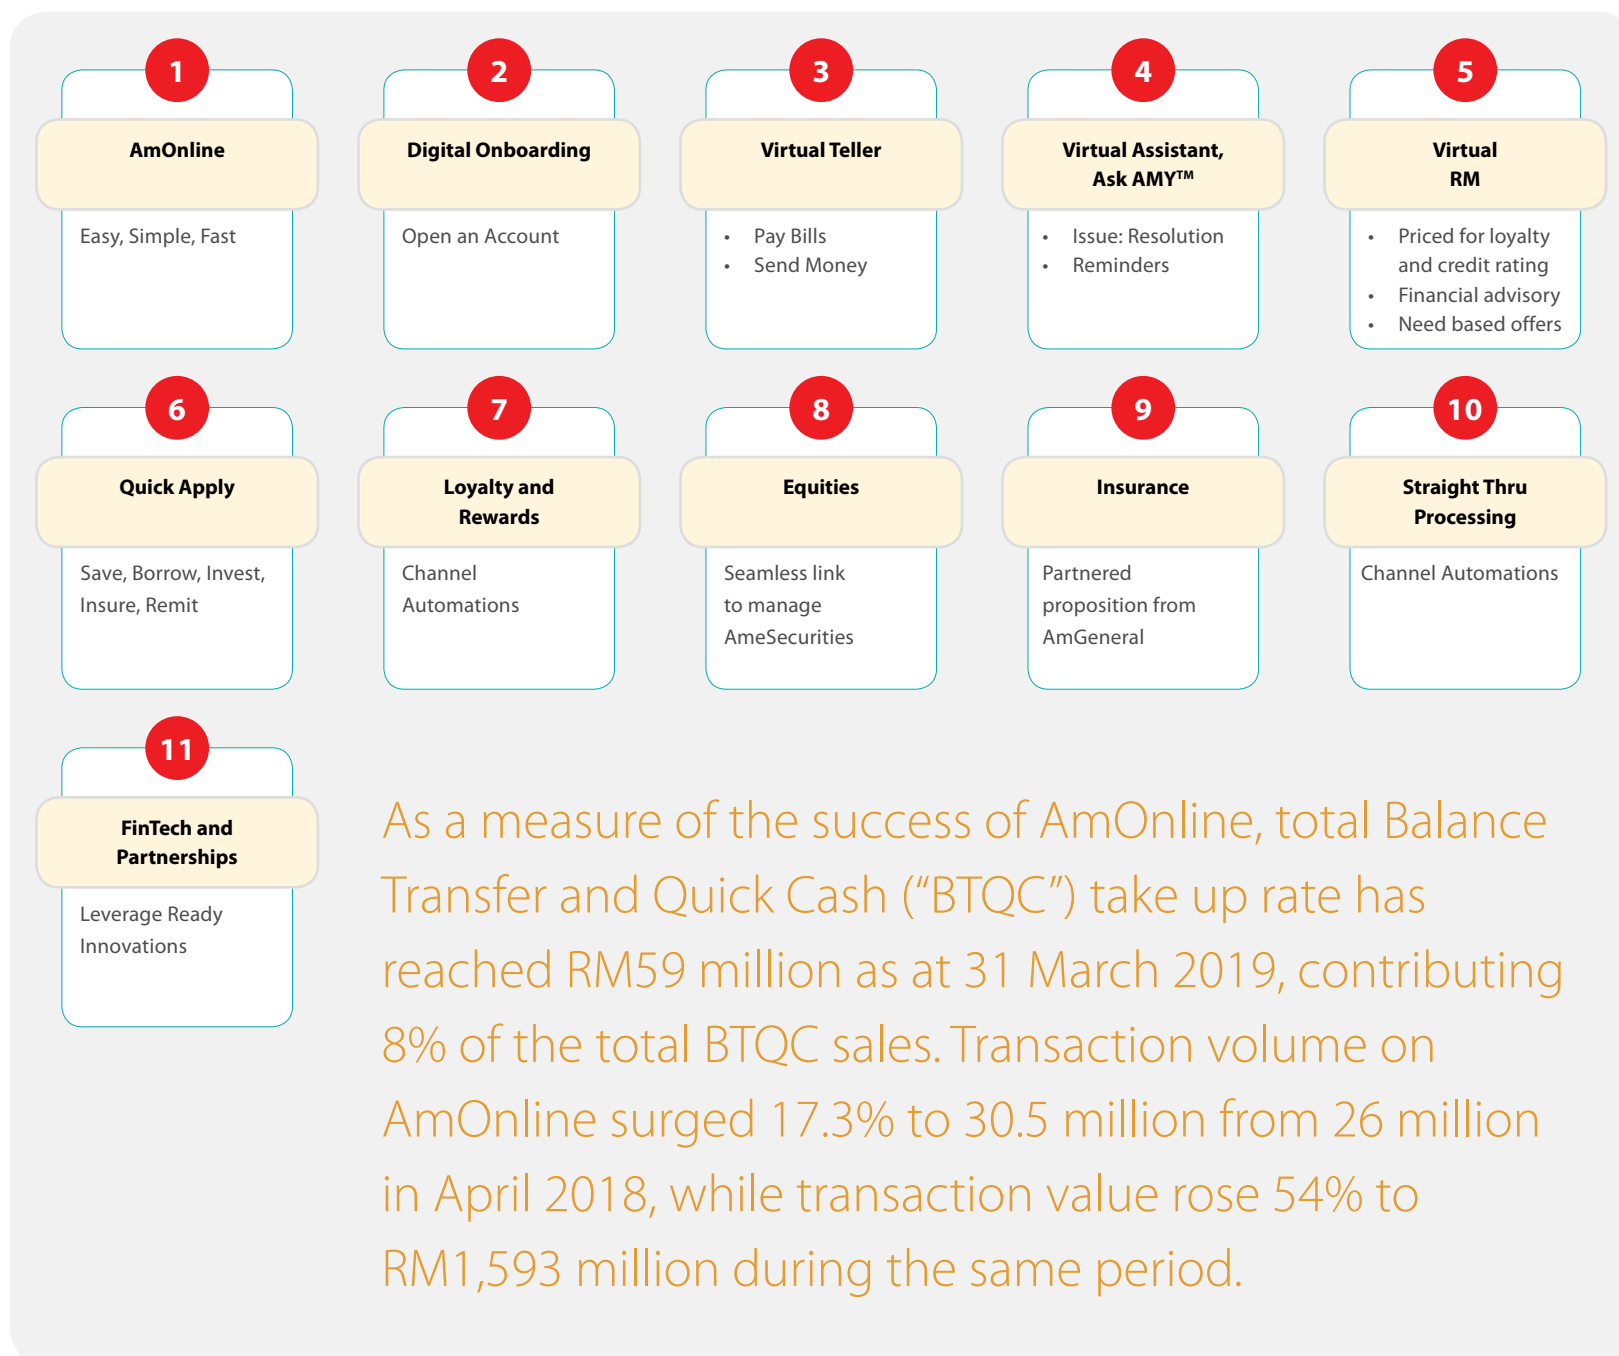 1
AmOnline
Easy, Simple, Fast
2
Digital Onboarding
Open an Account
3
Virtual Teller
• Pay Bills
• Send Money
4
Virtual Assistant,
Ask AMY™
• Issue: Resolution
• Reminders
5
Virtual
RM
• Priced for loyalty
and credit rating
• Financial advisory
• Need based offers
6
Quick Apply
Save, Borrow, Invest,
Insure, Remit
7
Loyalty and
Rewards
Channel
Automations
8
Equities
Seamless link
to manage
AmeSecurities
9
Insurance
Partnered
proposition from
AmGeneral
10
Straight Thru
Processing
Channel Automations
11
FinTech and
Partnerships
Leverage Ready
Innovations
As a measure of the success of AmOnline, total Balance
Transfer and Quick Cash (“BTQC”) take up rate has
reached RM59 million as at 31 March 2019, contributing
8% of the total BTQC sales. Transaction volume on
AmOnline surged 17.3% to 30.5 million from 26 million
in April 2018, while transaction value rose 54% to
RM1,593 million during the same period.